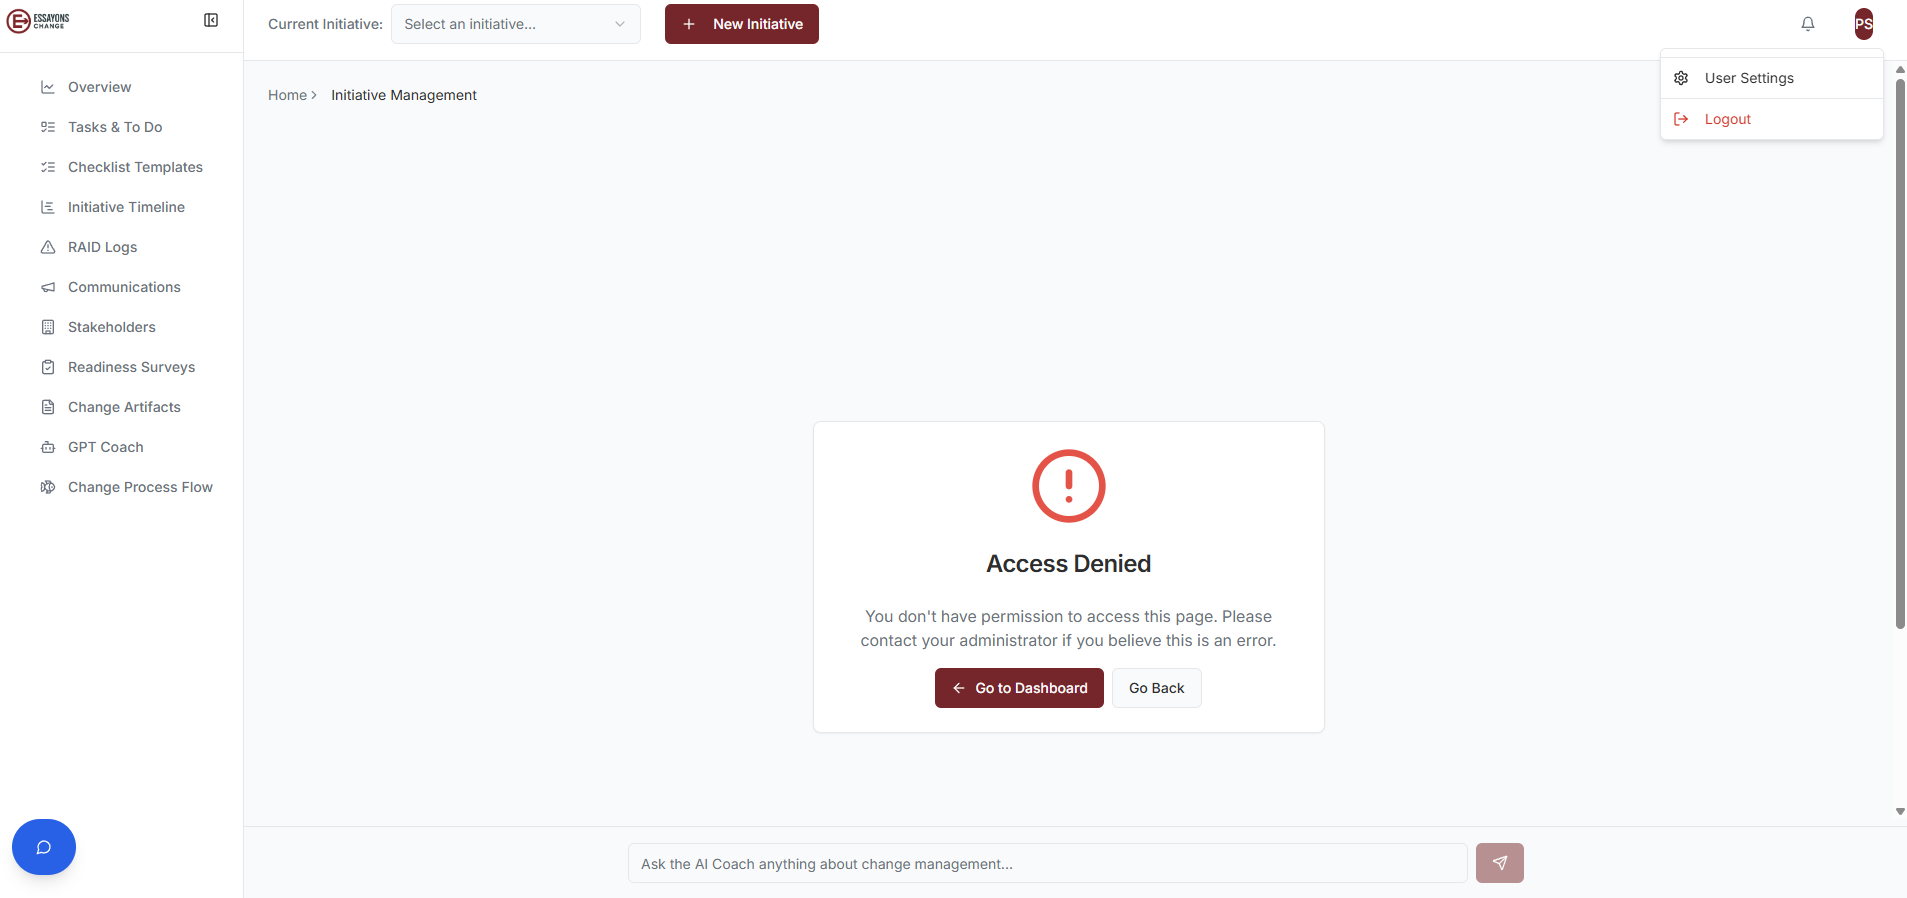 ESSAYONS
CHANGE
Current Initiative:
Select an initiative...
New Initiative
PS
User Settings
Logout
Overview
Tasks & To Do
Checklist Templates
Initiative Timeline
RAID Logs
Communications
Stakeholders
Readiness Surveys
Change Artifacts
GPT Coach
Change Process Flow
Home
Initiative Management
Access Denied
You don't have permission to access this page. Please
contact your administrator if you believe this is an error.
Go to Dashboard
Go Back
Ask the AI Coach anything about change management...